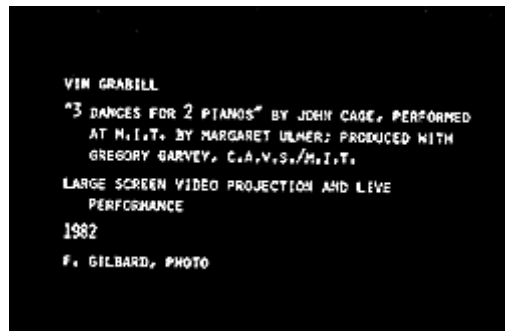 VIN GRABILL
"3 DANCES FOR 2 PIANOS" BY JOHN CAGE, PERFORMED
AT M.I.T. BY MARGARET ULMER; PRODUCED WITH
GREGORY GARVEY, C.A.V.S./M.I.T.
LARGE SCREEN VIDEO PROJECTION AND LIVE
PERFORMANCE
1982
F. GILBARD, PHOTO